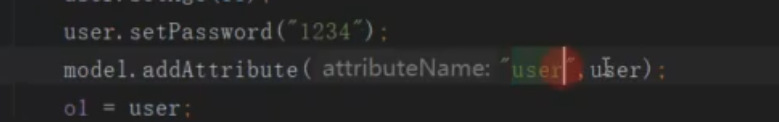 user.setPassword("1234");
model.addAttribute( attributeName: "user",user);
o1 = user;